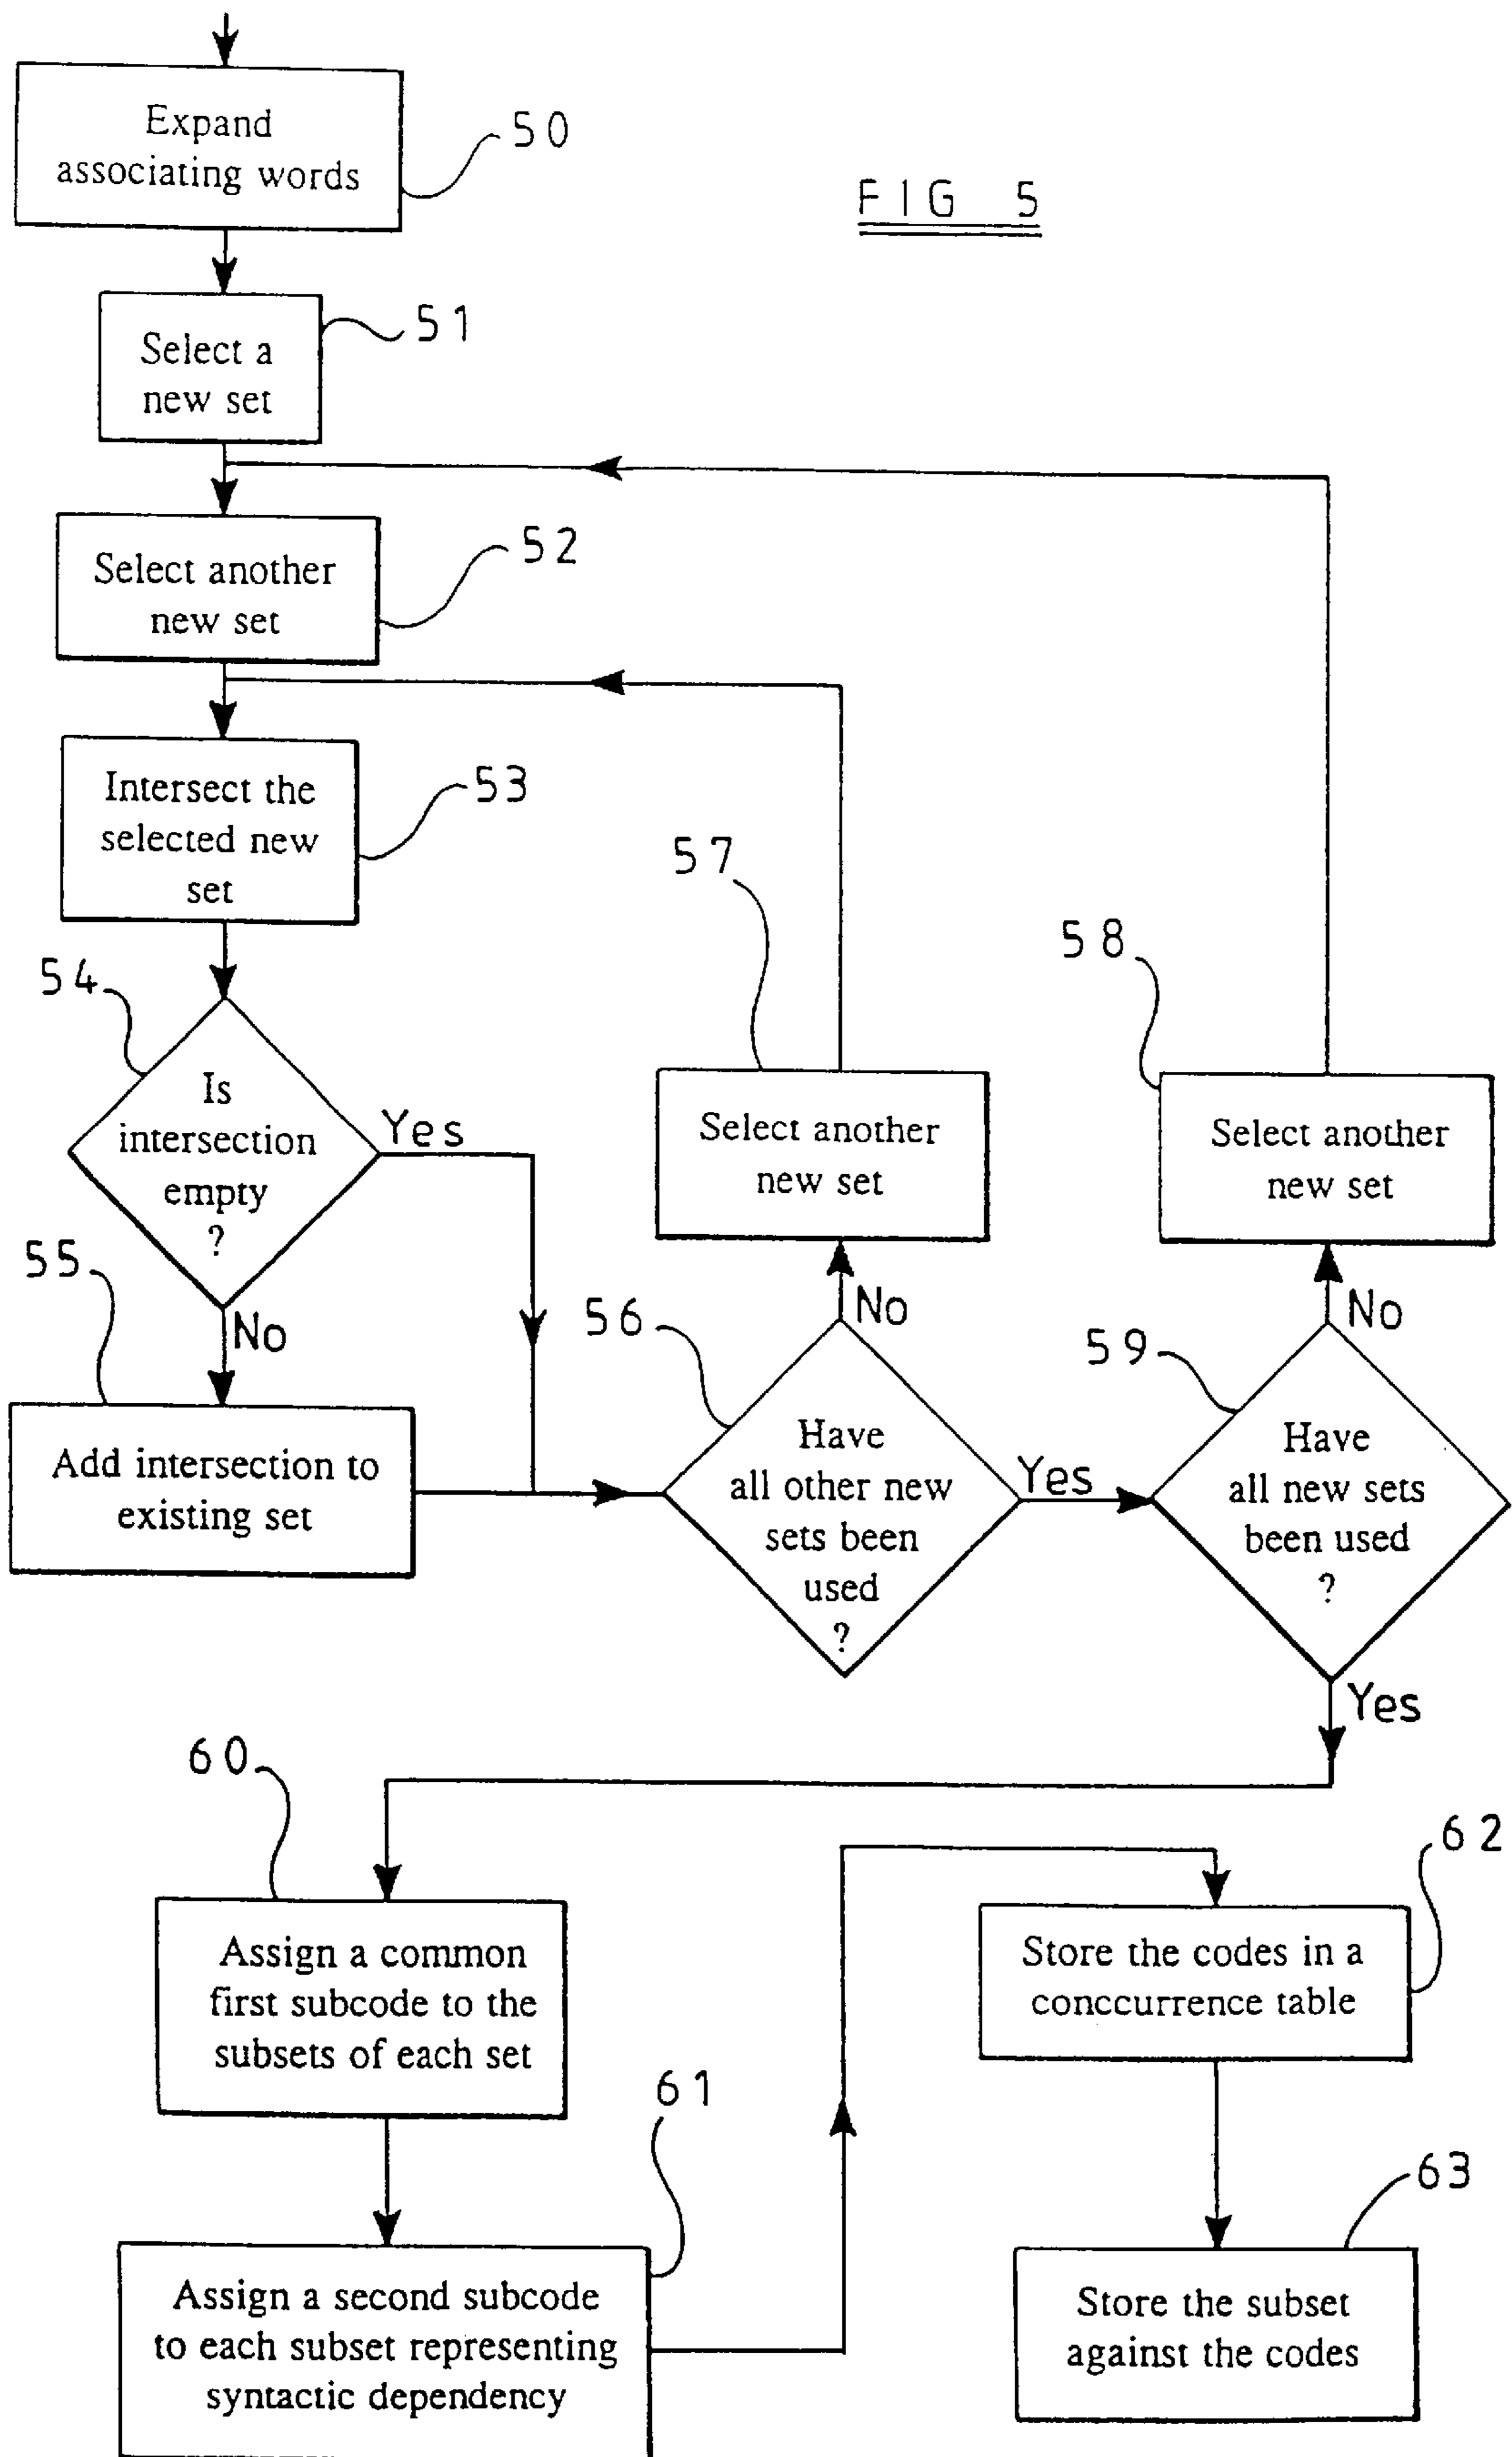 Expand
associating words
50
FIG 5
Select a
new set
51
Select another
new set
52
Intersect the
selected new
set
53
54
Is
intersection
empty
?
Yes
No
55
Add intersection to
existing set
56
Have
all other new
sets been
used
?
No
Yes
57
Select another
new set
58
Select another
new set
59
Have
all new sets
been used
?
No
Yes
60
Assign a common
first subcode to the
subsets of each set
61
Assign a second subcode
to each subset representing
syntactic dependency
62
Store the codes in a
conccurrence table
63
Store the subset
against the codes